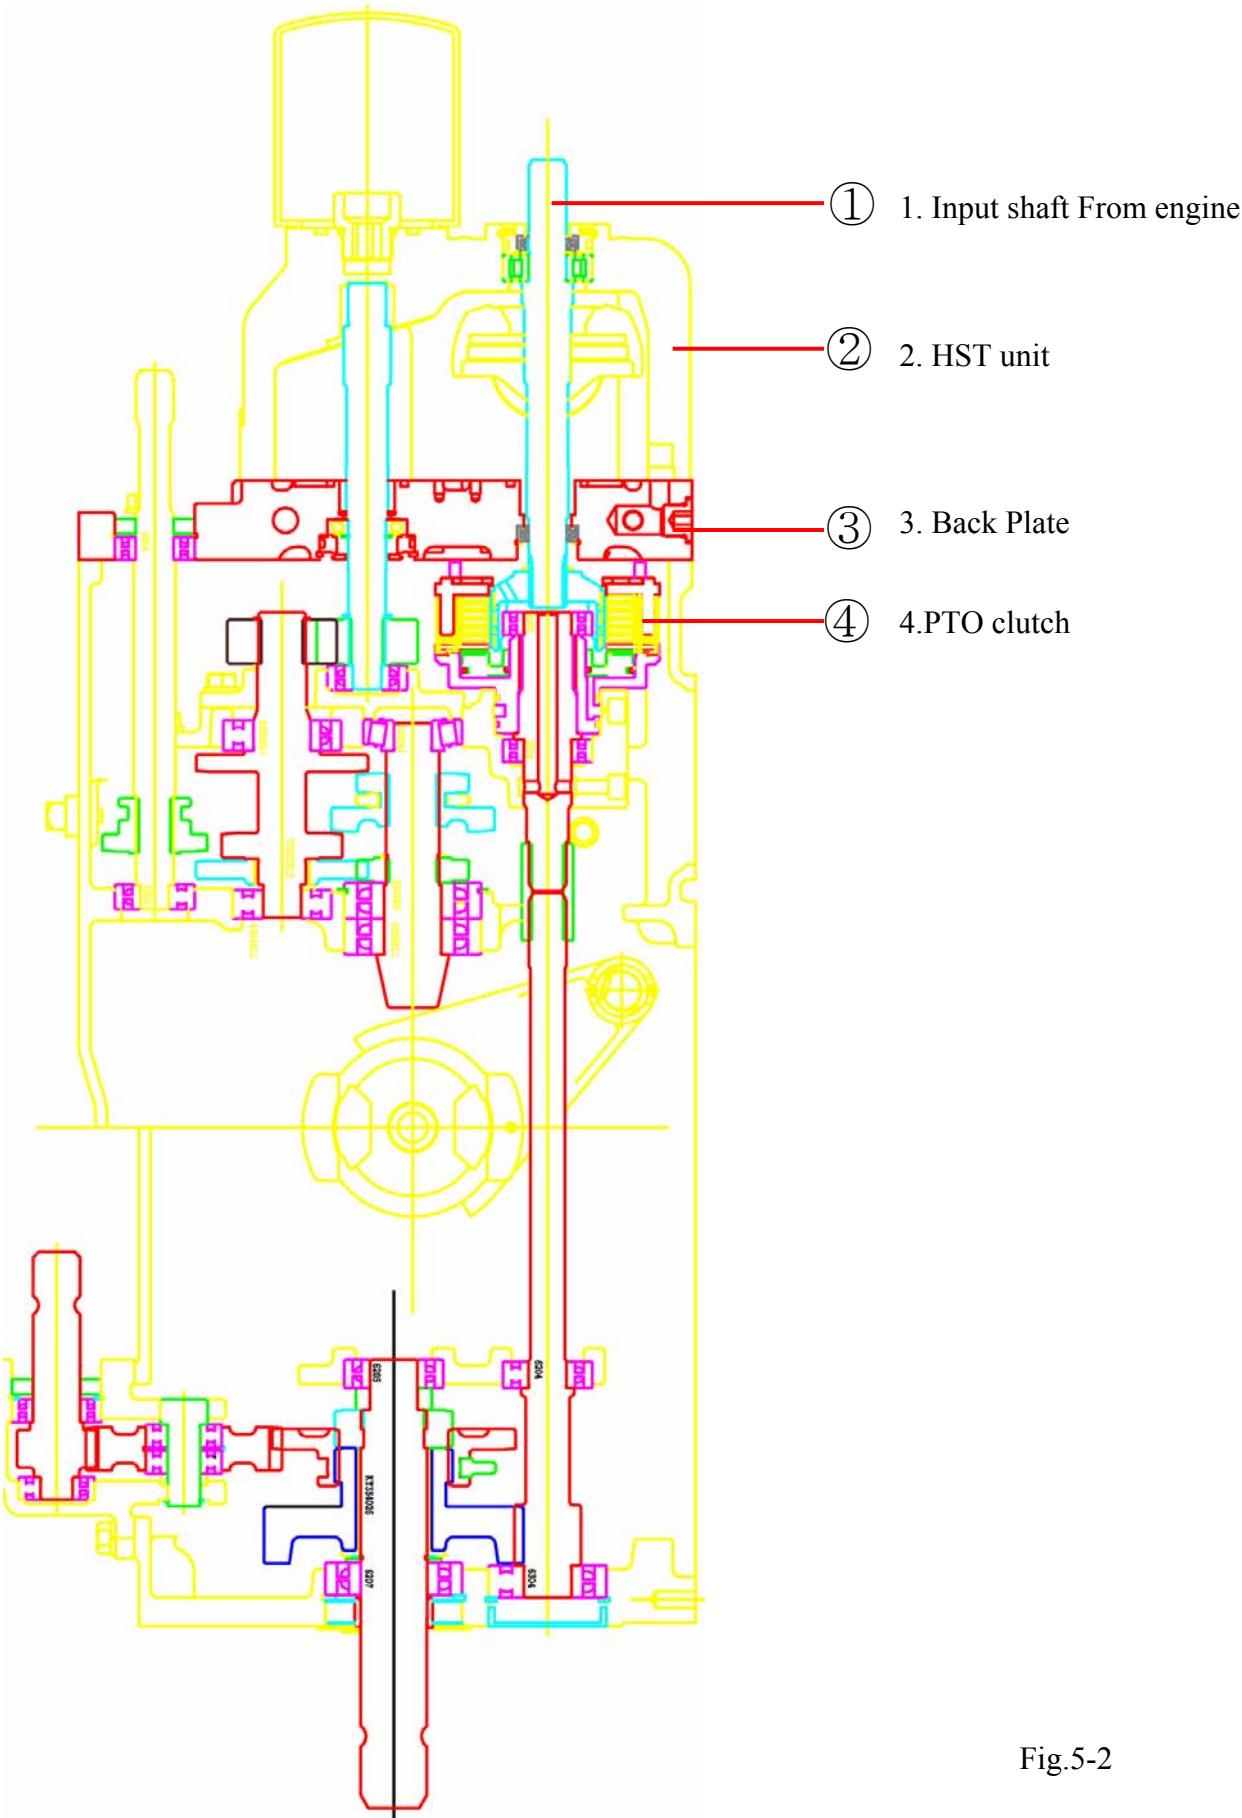 ① 1. Input shaft From engine
② 2. HST unit
③ 3. Back Plate
④ 4.PTO clutch
6205
6204
6207
6304
Fig.5-2